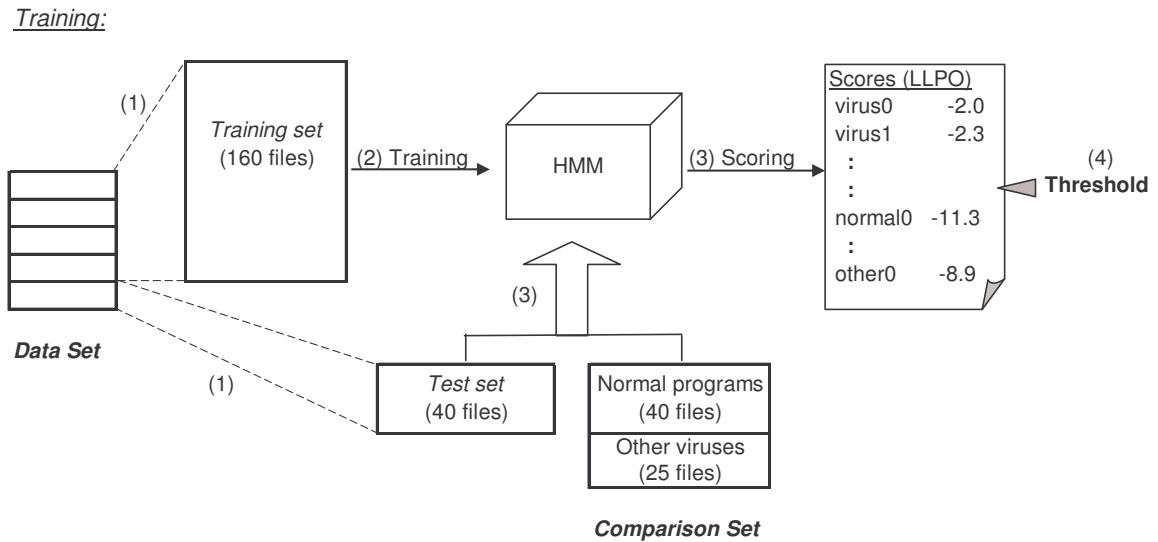 Training:
(1)
Training set
(160 files)
(2) Training
HMM
(3) Scoring
Scores (LLPO)
virus0 -2.0
virus1 -2.3
:
:
normal0 -11.3
:
other0 -8.9
(4)
Threshold
Data Set
(1)
(3)
Test set
(40 files)
Normal programs
(40 files)
Other viruses
(25 files)
Comparison Set